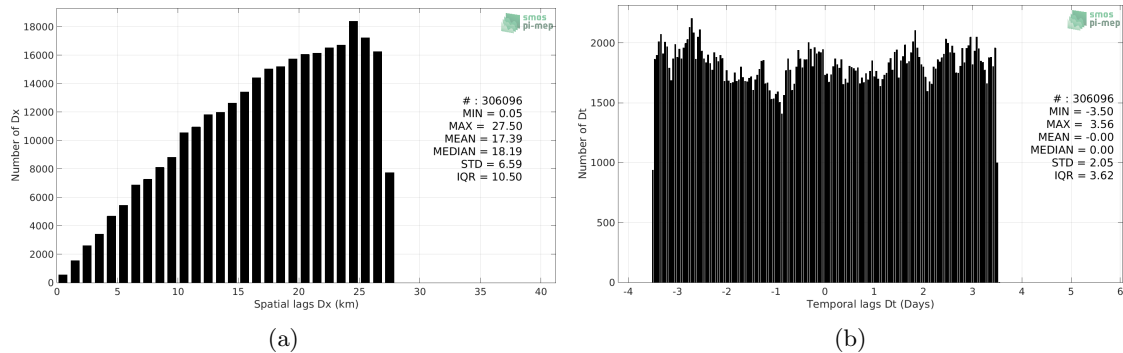 smos
pi-mep
18000
16000
14000
12000
10000
8000
6000
4000
2000
0
Number of Dx
# : 306096
MIN = 0.05
MAX = 27.50
MEAN = 17.39
MEDIAN = 18.19
STD = 6.59
IQR = 10.50
0 5 10 15 20 25 30 35 40
Spatial lags Dx (km)
(a)
smos
pi-mep
2000
1500
1000
500
0
Number of Dt
# : 306096
MIN = -3.50
MAX = 3.56
MEAN = -0.00
MEDIAN = 0.00
STD = 2.05
IQR = 3.62
-4 -3 -2 -1 0 1 2 3 4 5 6
Temporal lags Dt (Days)
(b)